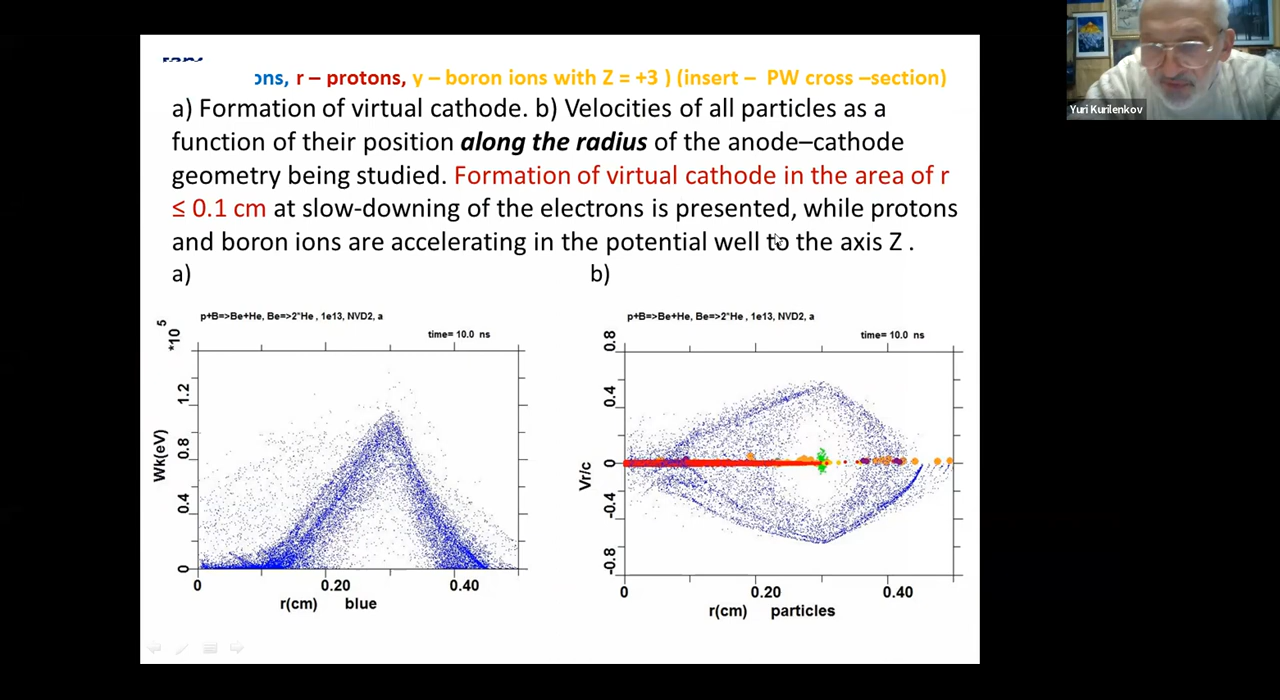 ons, r – protons, y – boron ions with Z = +3 ) (insert – PW cross –section)
a) Formation of virtual cathode. b) Velocities of all particles as a
function of their position along the radius of the anode–cathode
geometry being studied. Formation of virtual cathode in the area of r
≤ 0.1 cm at slow-downing of the electrons is presented, while protons
and boron ions are accelerating in the potential well to the axis Z .
a) b)
p+B=>Be+He, Be=>2*He , 1e13, NVD2, a
time= 10.0 ns
*10 5
Wk(eV)
1.2
0.8
0.4
0
0 0.20 0.40
r(cm) blue
p+B=>Be+He, Be=>2*He , 1e13, NVD2, a
time= 10.0 ns
Vr/c
0.8
0.4
0
-0.4
-0.8
0 0.20 0.40
r(cm) particles
Yuri Kurilenkov